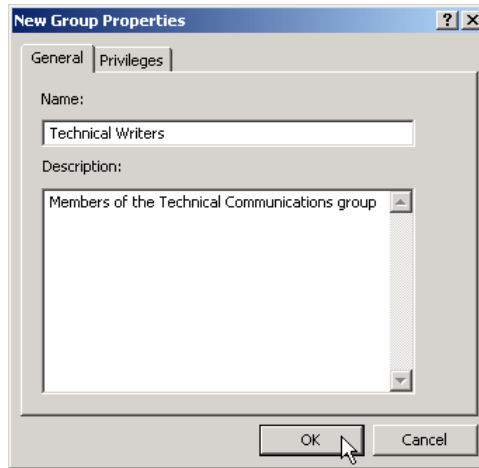 New Group Properties
General Privileges
Name:
Technical Writers
Description:
Members of the Technical Communications group
OK Cancel